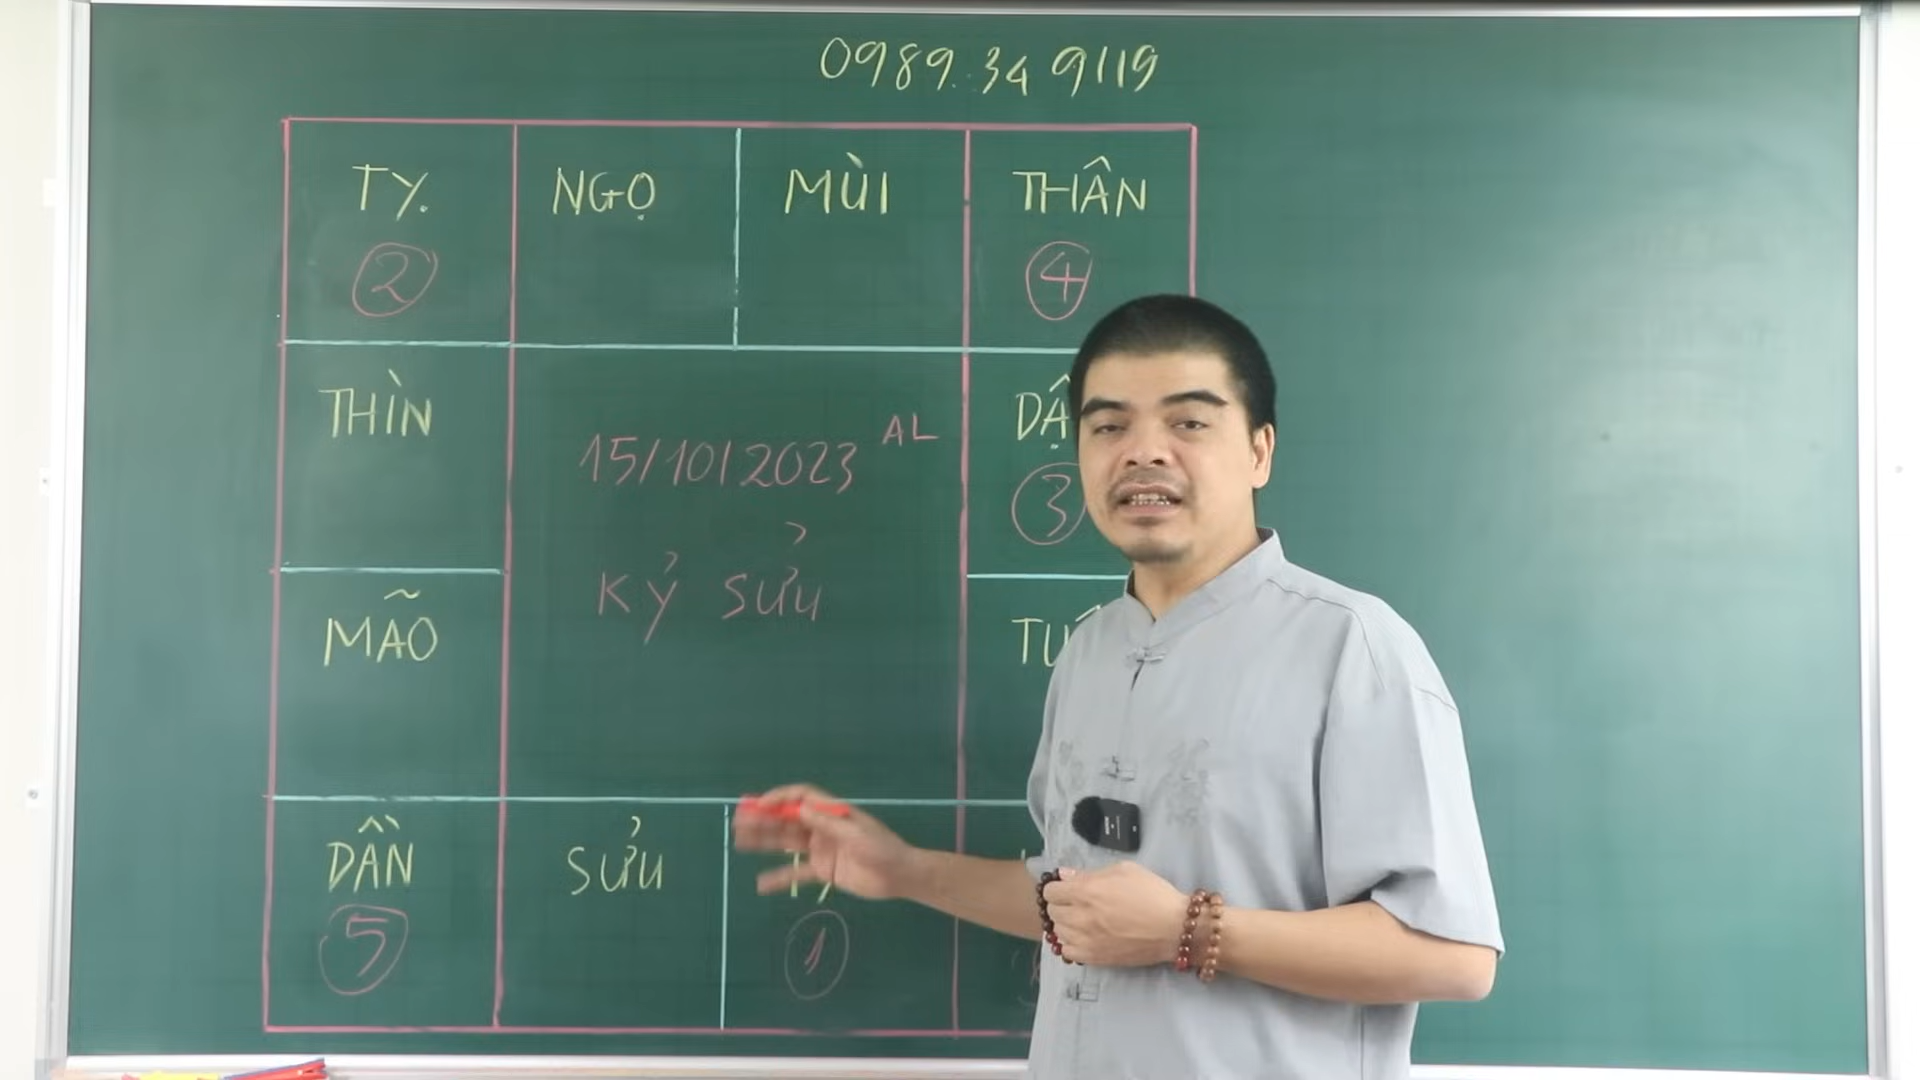 0989.34 9119
TỴ.
NGỌ
MÙI
THÂN
2
4
THÌN
15/10/2023 AL
3
KỶ SỬU
MÃO
DẦN
SỬU
5
1